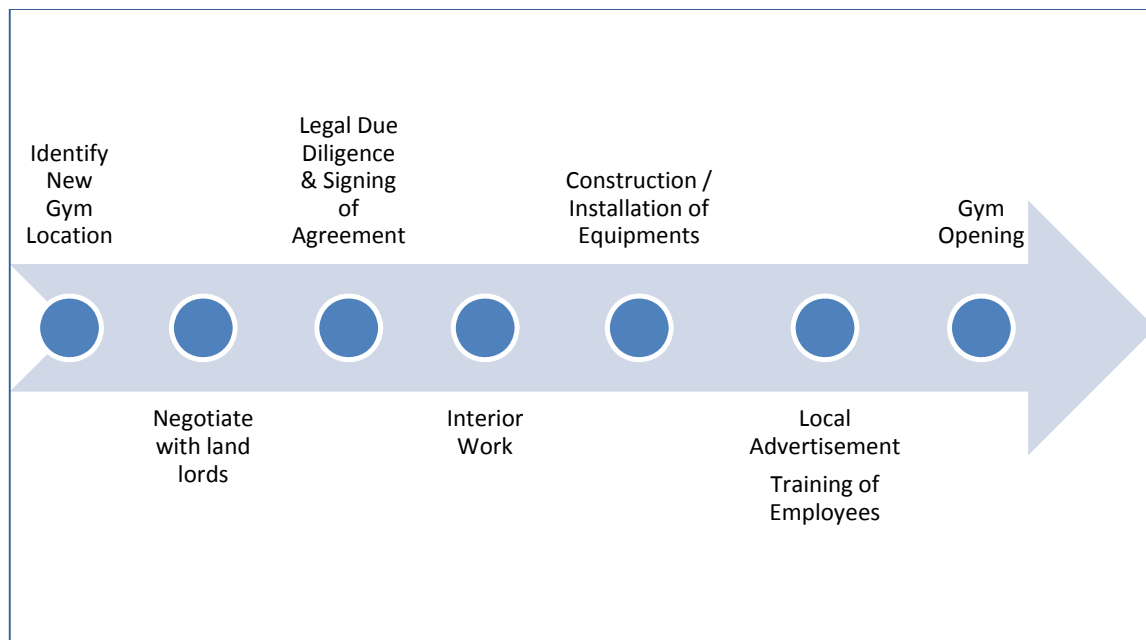 Identify
New
Gym
Location
Negotiate
with land
lords
Legal Due
Diligence
& Signing
of
Agreement
Interior
Work
Construction /
Installation of
Equipments
Local
Advertisement
Training of
Employees
Gym
Opening